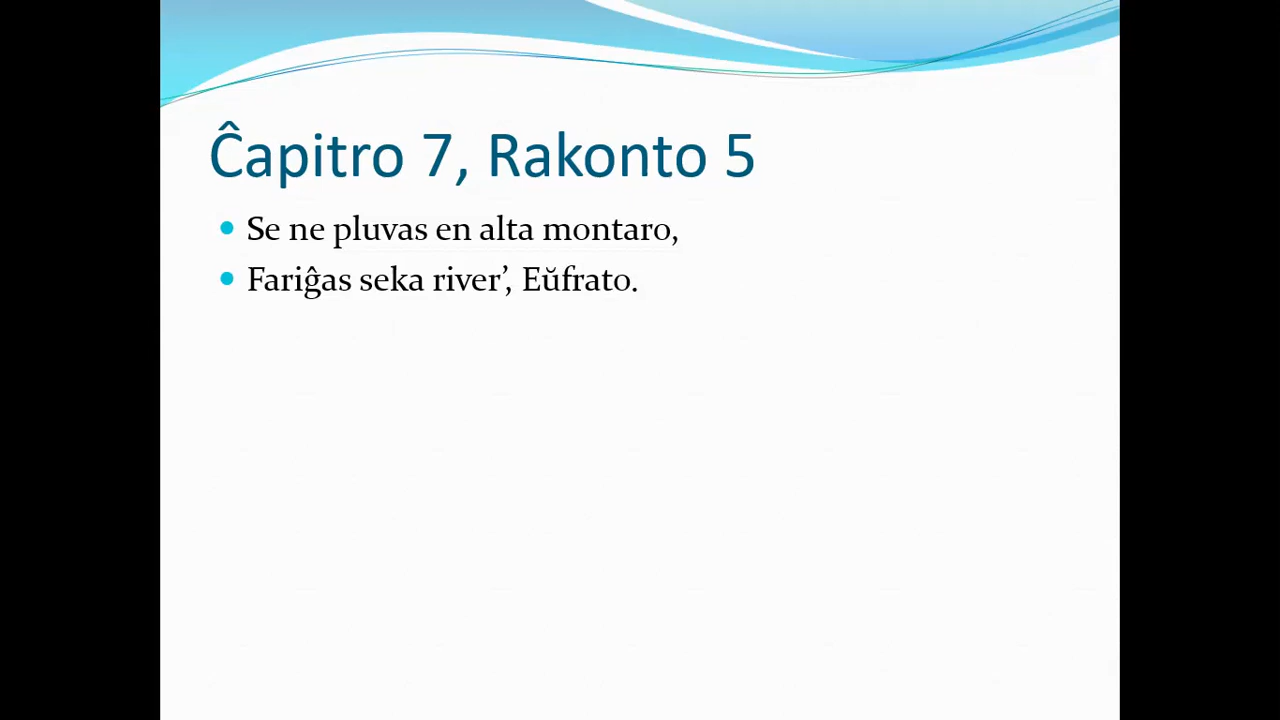 Ĉapitro 7, Rakonto 5
Se ne pluvas en alta montaro,
Fariĝas seka river’, Eŭfrato.